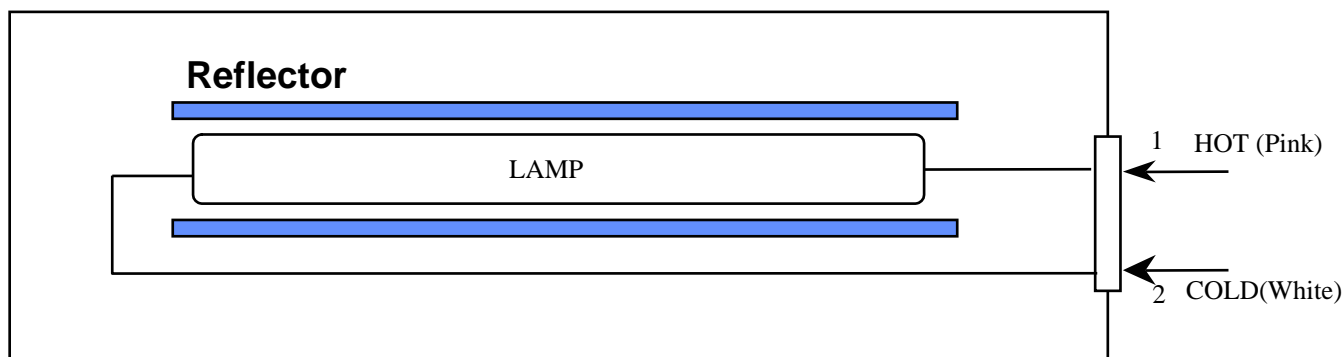 Reflector
LAMP
1
HOT (Pink)
2
COLD(White)